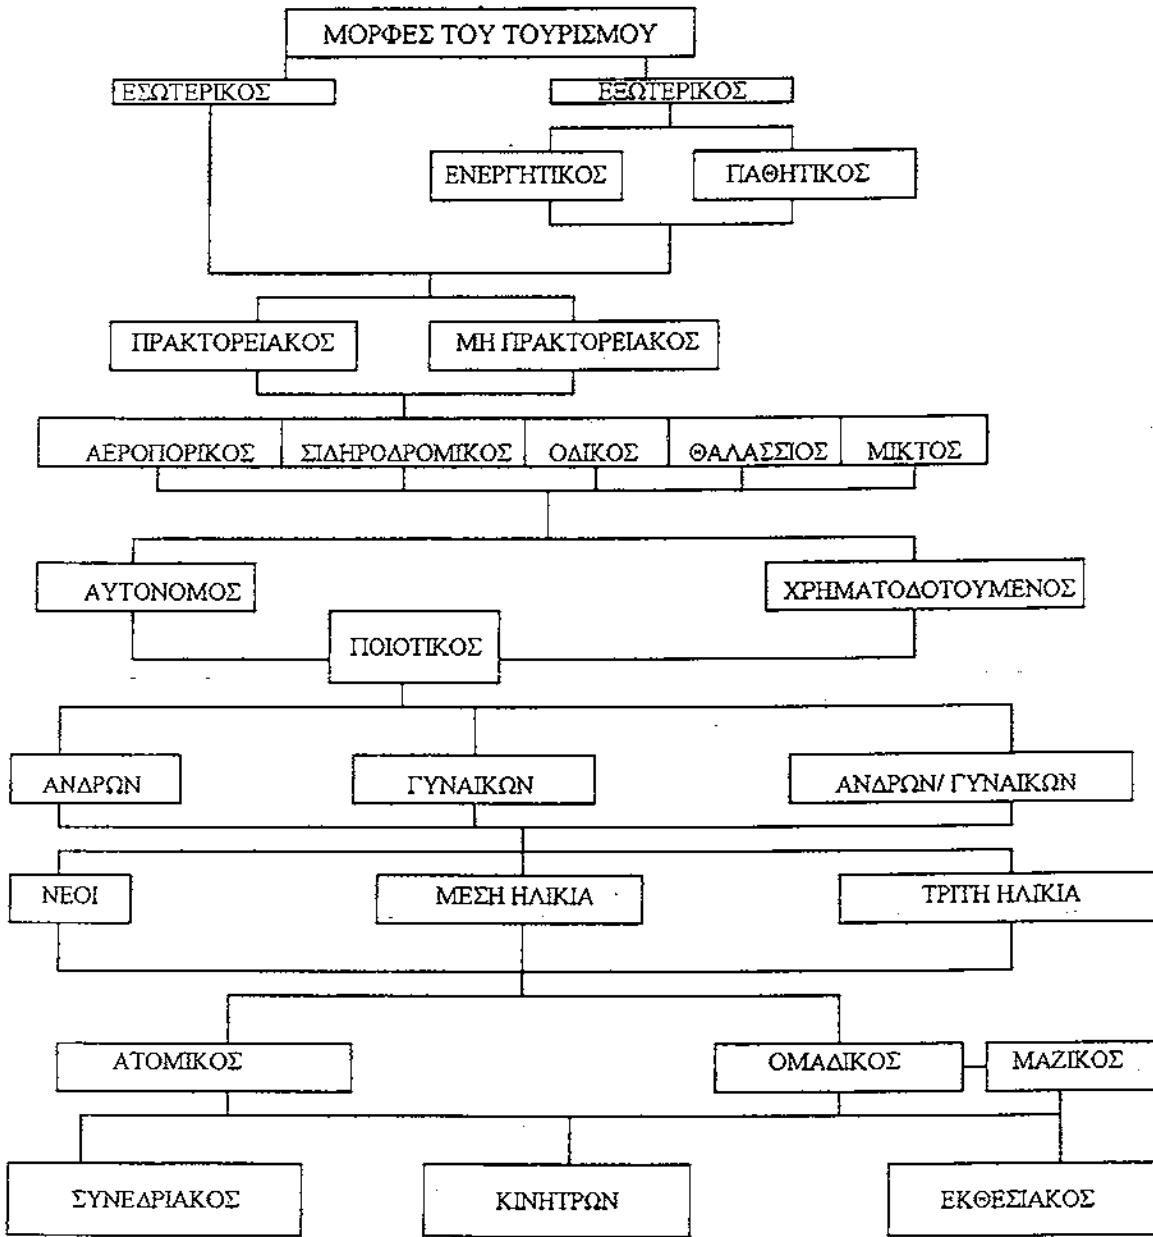 ΜΟΡΦΕΣ ΤΟΥ ΤΟΥΡΙΣΜΟΥ
ΕΣΩΤΕΡΙΚΟΣ ΕΞΩΤΕΡΙΚΟΣ
ΕΝΕΡΓΗΤΙΚΟΣ ΠΑΘΗΤΙΚΟΣ
ΠΡΑΚΤΟΡΕΙΑΚΟΣ ΜΗ ΠΡΑΚΤΟΡΕΙΑΚΟΣ
ΑΕΡΟΠΟΡΙΚΟΣ ΣΙΔΗΡΟΔΡΟΜΙΚΟΣ ΟΔΙΚΟΣ ΘΑΛΑΣΣΙΟΣ ΜΙΚΤΟΣ
ΑΥΤΟΝΟΜΟΣ ΧΡΗΜΑΤΟΔΟΤΟΥΜΕΝΟΣ
ΠΟΙΟΤΙΚΟΣ
ΑΝΔΡΩΝ ΓΥΝΑΙΚΩΝ ΑΝΔΡΩΝ/ ΓΥΝΑΙΚΩΝ
ΝΕΟΙ ΜΕΣΗ ΗΛΙΚΙΑ ΤΡΙΤΗ ΗΛΙΚΙΑ
ΑΤΟΜΙΚΟΣ ΟΜΑΔΙΚΟΣ ΜΑΖΙΚΟΣ
ΣΥΝΕΔΡΙΑΚΟΣ ΚΙΝΗΤΡΩΝ ΕΚΘΕΣΙΑΚΟΣ